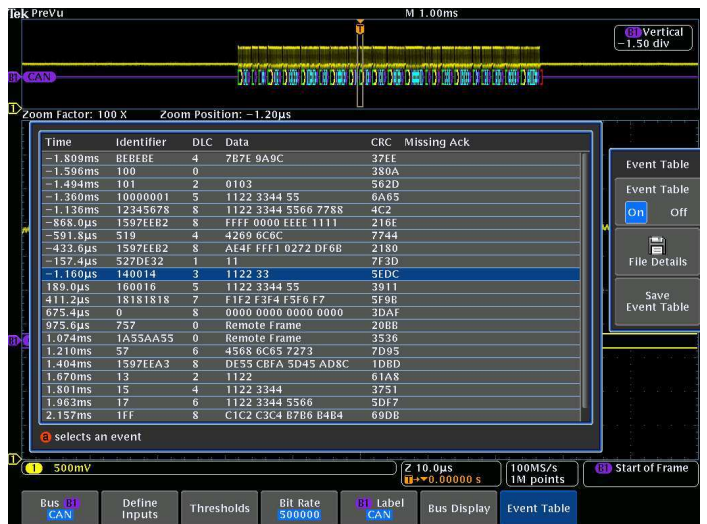 Tek PreVu M 1.00ms
B1 Vertical
−1.50 div
B1 CAN
Zoom Factor: 100 X Zoom Position: −1.20µs
Time Identifier DLC Data CRC Missing Ack
−1.809ms BEBEBE 4 7B7E 9A9C 37EE
−1.596ms 100 0 380A
−1.494ms 101 2 0103 562D
−1.360ms 10000001 5 1122 3344 55 6A65
−1.136ms 12345678 8 1122 3344 5566 7788 4C2
−868.0µs 1597EEB2 8 FFFF 0000 EEEE 1111 216E
−591.8µs 519 4 4269 6C6C 7744
−433.6µs 1597EEB2 8 AE4F FFF1 0272 DF6B 2180
−157.4µs 527DE32 1 11 7F3D
−1.160µs 140014 3 1122 33 5EDC
189.0µs 160016 5 1122 3344 55 3911
411.2µs 18181818 7 F1F2 F3F4 F5F6 F7 5F9B
675.4µs 0 8 0000 0000 0000 0000 3DAF
975.6µs 757 0 Remote Frame 20BB
1.074ms 1A55AA55 0 Remote Frame 3536
1.210ms 57 6 4568 6C65 7273 7D95
1.404ms 1597EEA3 8 DE55 CBFA 5D45 AD8C 1DBD
1.670ms 13 2 1122 61A8
1.801ms 15 4 1122 3344 3751
1.963ms 17 6 1122 3344 5566 5DF7
2.157ms 1FF 8 C1C2 C3C4 B7B6 B4B4 69DB
a selects an event
Event Table
Event Table
On Off
File Details
Save
Event Table
1 500mV
Z 10.0µs
T→▼0.00000 s
100MS/s
1M points
B1 Start of Frame
Bus B1
CAN
Define
Inputs
Thresholds
Bit Rate
500000
B1 Label
CAN
Bus Display
Event Table